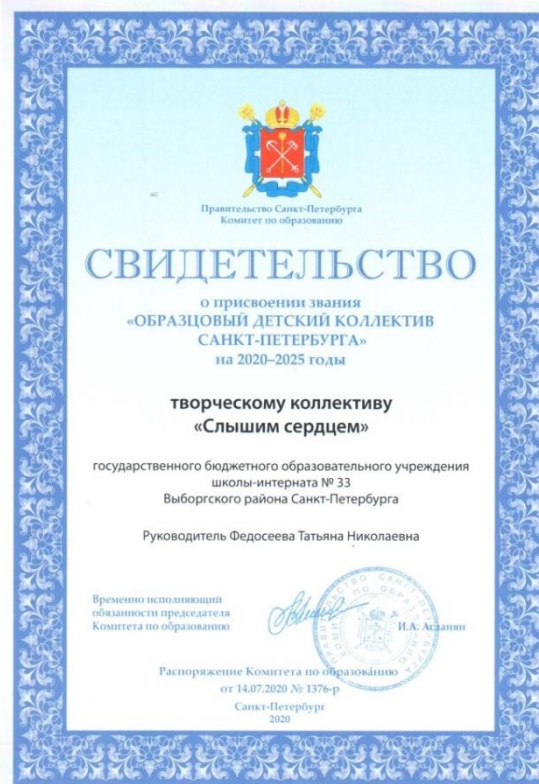 Правительство Санкт-Петербурга
Комитет по образованию
СВИДЕТЕЛЬСТВО
о присвоении звания
«ОБРАЗЦОВЫЙ ДЕТСКИЙ КОЛЛЕКТИВ
САНКТ-ПЕТЕРБУРГА»
на 2020–2025 годы
творческому коллективу
«Слышим сердцем»
государственного бюджетного образовательного учреждения
школы-интерната № 33
Выборгского района Санкт-Петербурга
Руководитель Федосеева Татьяна Николаевна
Временно исполняющий
обязанности председателя
Комитета по образованию
И.А. Асланян
Распоряжение Комитета по образованию
от 14.07.2020 № 1376-р
Санкт-Петербург
2020